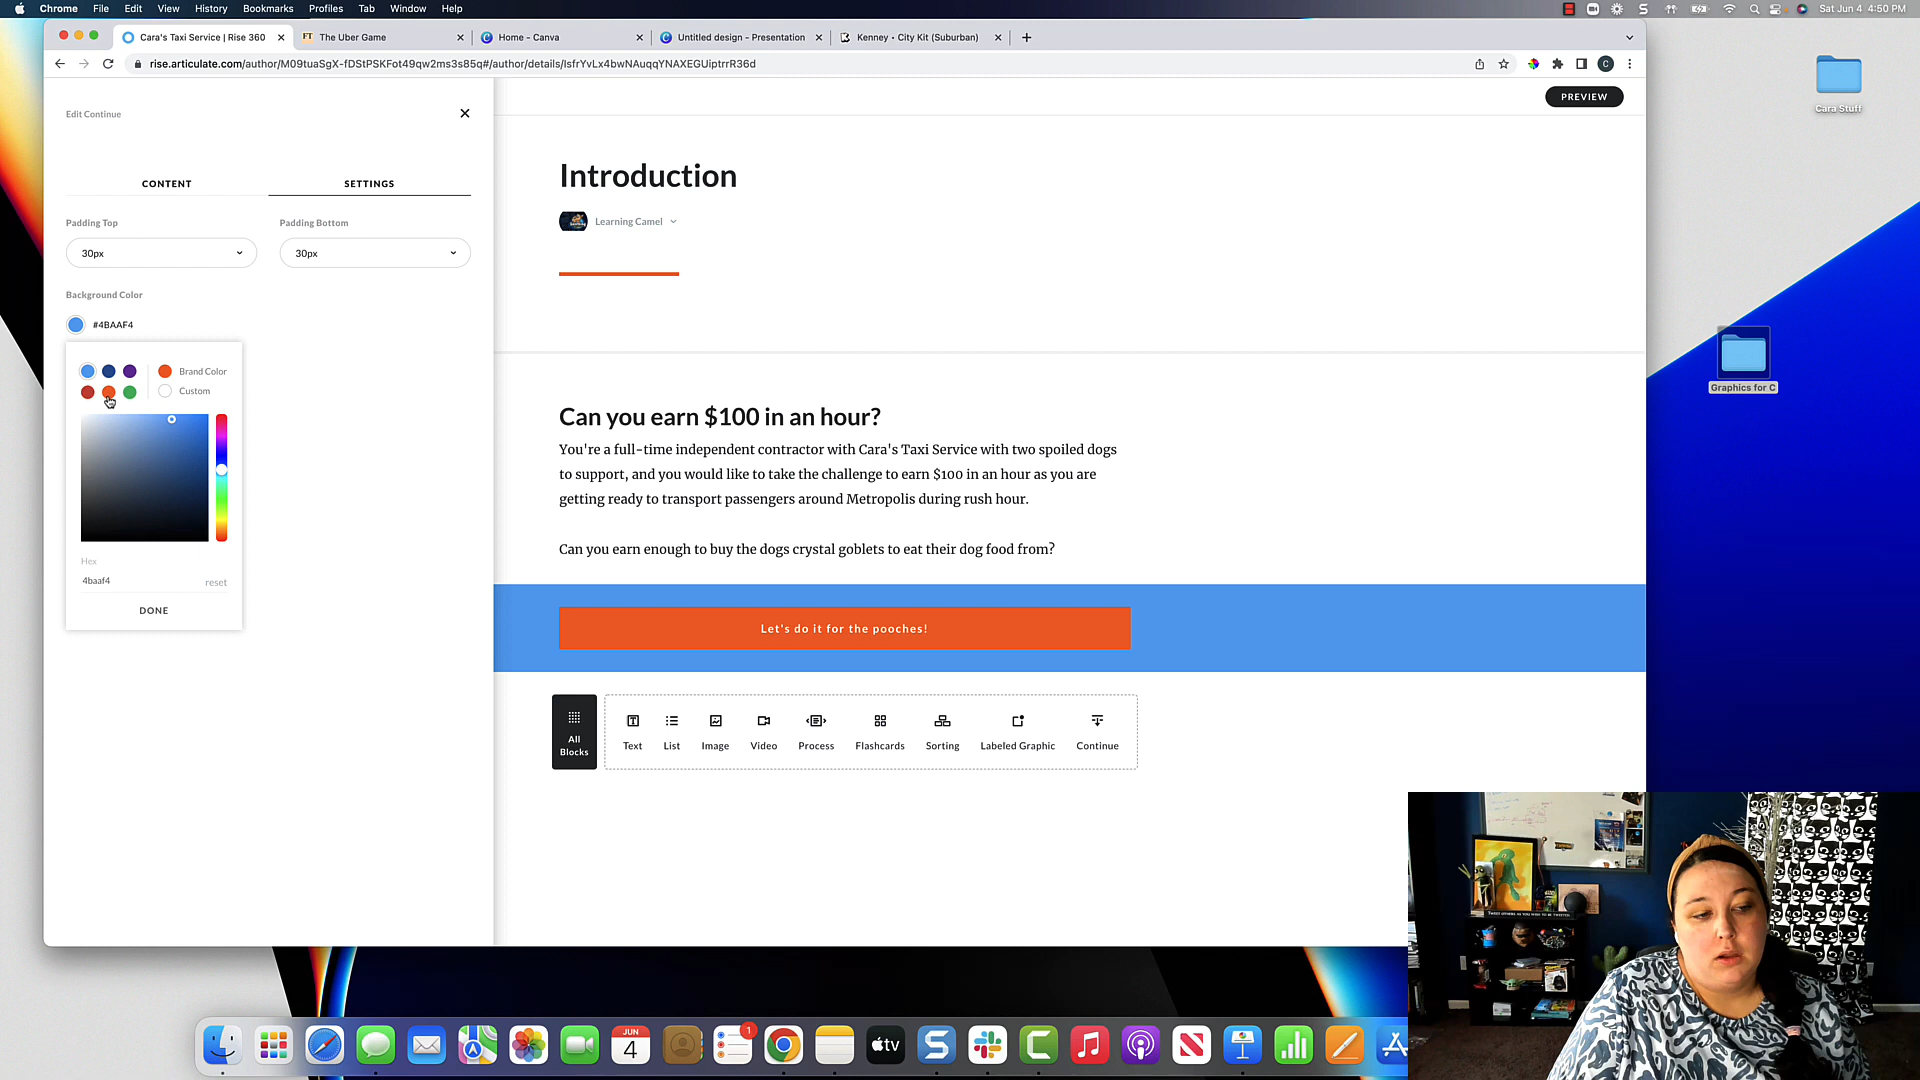 Chrome File Edit View History Bookmarks Profiles Tab Window Help
Sat Jun 4 4:50 PM
Cara's Taxi Service | Rise 360
FT The Uber Game
Home - Canva
Untitled design - Presentation
Kenney • City Kit (Suburban)
rise.articulate.com/author/M09tuaSgX-fDStPSKFot49qw2ms3s85q#/author/details/IsfrYvLx4bwNAuqqYNAXEGUiptrrR36d
C
Cara Stuff
Edit Continue
PREVIEW
CONTENT SETTINGS
Introduction
Learning Camel
Padding Top Padding Bottom
30px 30px
Background Color
#4BAAF4
Brand Color
Custom
Hex
4baaf4 reset
DONE
Graphics for C
Can you earn $100 in an hour?
You're a full-time independent contractor with Cara's Taxi Service with two spoiled dogs
to support, and you would like to take the challenge to earn $100 in an hour as you are
getting ready to transport passengers around Metropolis during rush hour.
Can you earn enough to buy the dogs crystal goblets to eat their dog food from?
Let's do it for the pooches!
All
Blocks
Text List Image Video Process Flashcards Sorting Labeled Graphic Continue
JUN
4
1
tv